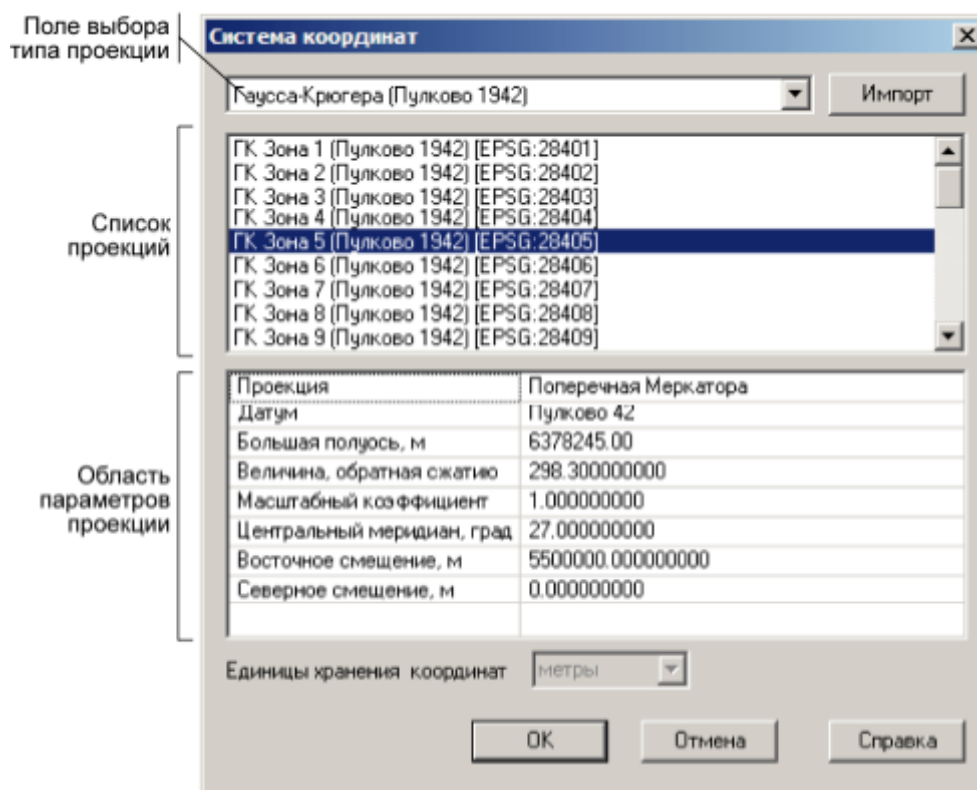 Поле выбора
типа проекции
Система координат
Гаусса-Крюгера (Пулково 1942)
Импорт
Список
проекций
ГК Зона 1 (Пулково 1942) [EPSG:28401]
ГК Зона 2 (Пулково 1942) [EPSG:28402]
ГК Зона 3 (Пулково 1942) [EPSG:28403]
ГК Зона 4 (Пулково 1942) [EPSG:28404]
ГК Зона 5 (Пулково 1942) [EPSG:28405]
ГК Зона 6 (Пулково 1942) [EPSG:28406]
ГК Зона 7 (Пулково 1942) [EPSG:28407]
ГК Зона 8 (Пулково 1942) [EPSG:28408]
ГК Зона 9 (Пулково 1942) [EPSG:28409]
Область
параметров
проекции
Проекция Поперечная Меркатора
Датум Пулково 42
Большая полуось, м 6378245.00
Величина, обратная сжатию 298.300000000
Масштабный коэффициент 1.000000000
Центральный меридиан, град 27.000000000
Восточное смещение, м 5500000.000000000
Северное смещение, м 0.000000000
Единицы хранения координат метры
ОК Отмена Справка